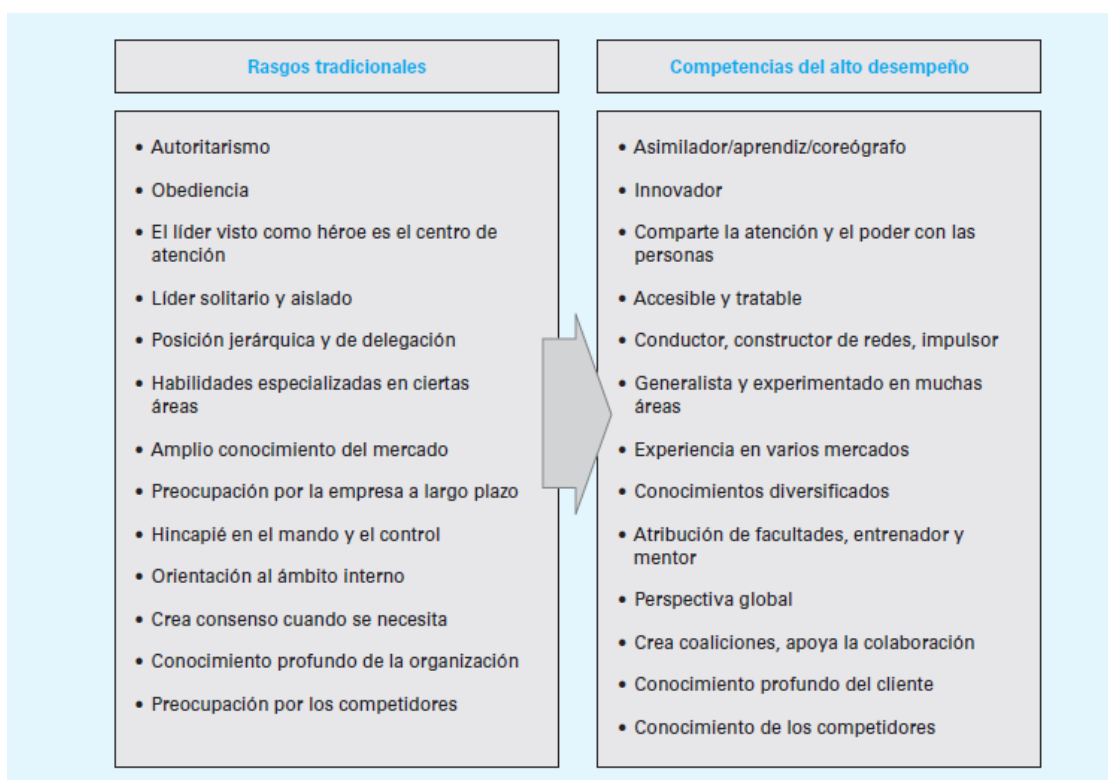 Rasgos tradicionales
• Autoritarismo
• Obediencia
• El líder visto como héroe es el centro de
atención
• Líder solitario y aislado
• Posición jerárquica y de delegación
• Habilidades especializadas en ciertas
áreas
• Amplio conocimiento del mercado
• Preocupación por la empresa a largo plazo
• Hincapié en el mando y el control
• Orientación al ámbito interno
• Crea consenso cuando se necesita
• Conocimiento profundo de la organización
• Preocupación por los competidores
Competencias del alto desempeño
• Asimilador/aprendiz/coreógrafo
• Innovador
• Comparte la atención y el poder con las
personas
• Accesible y tratable
• Conductor, constructor de redes, impulsor
• Generalista y experimentado en muchas
áreas
• Experiencia en varios mercados
• Conocimientos diversificados
• Atribución de facultades, entrenador y
mentor
• Perspectiva global
• Crea coaliciones, apoya la colaboración
• Conocimiento profundo del cliente
• Conocimiento de los competidores